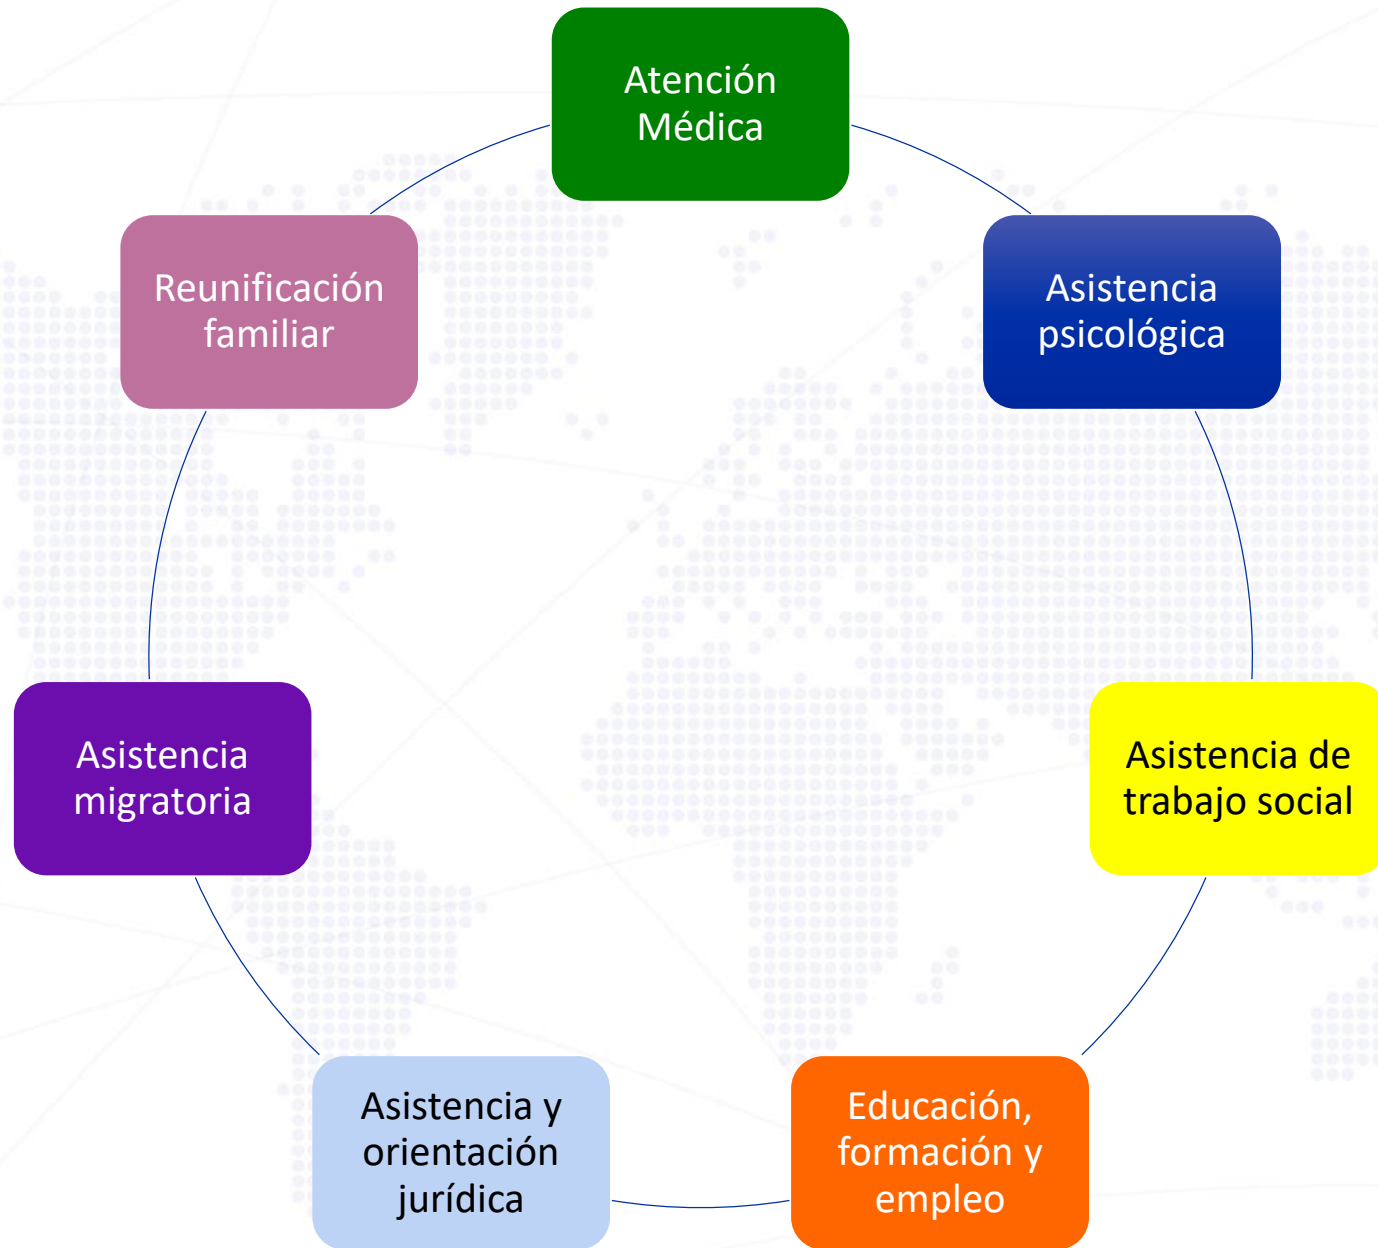 Atención
Médica
Asistencia
psicológica
Asistencia de
trabajo social
Educación,
formación y
empleo
Asistencia y
orientación
jurídica
Asistencia
migratoria
Reunificación
familiar